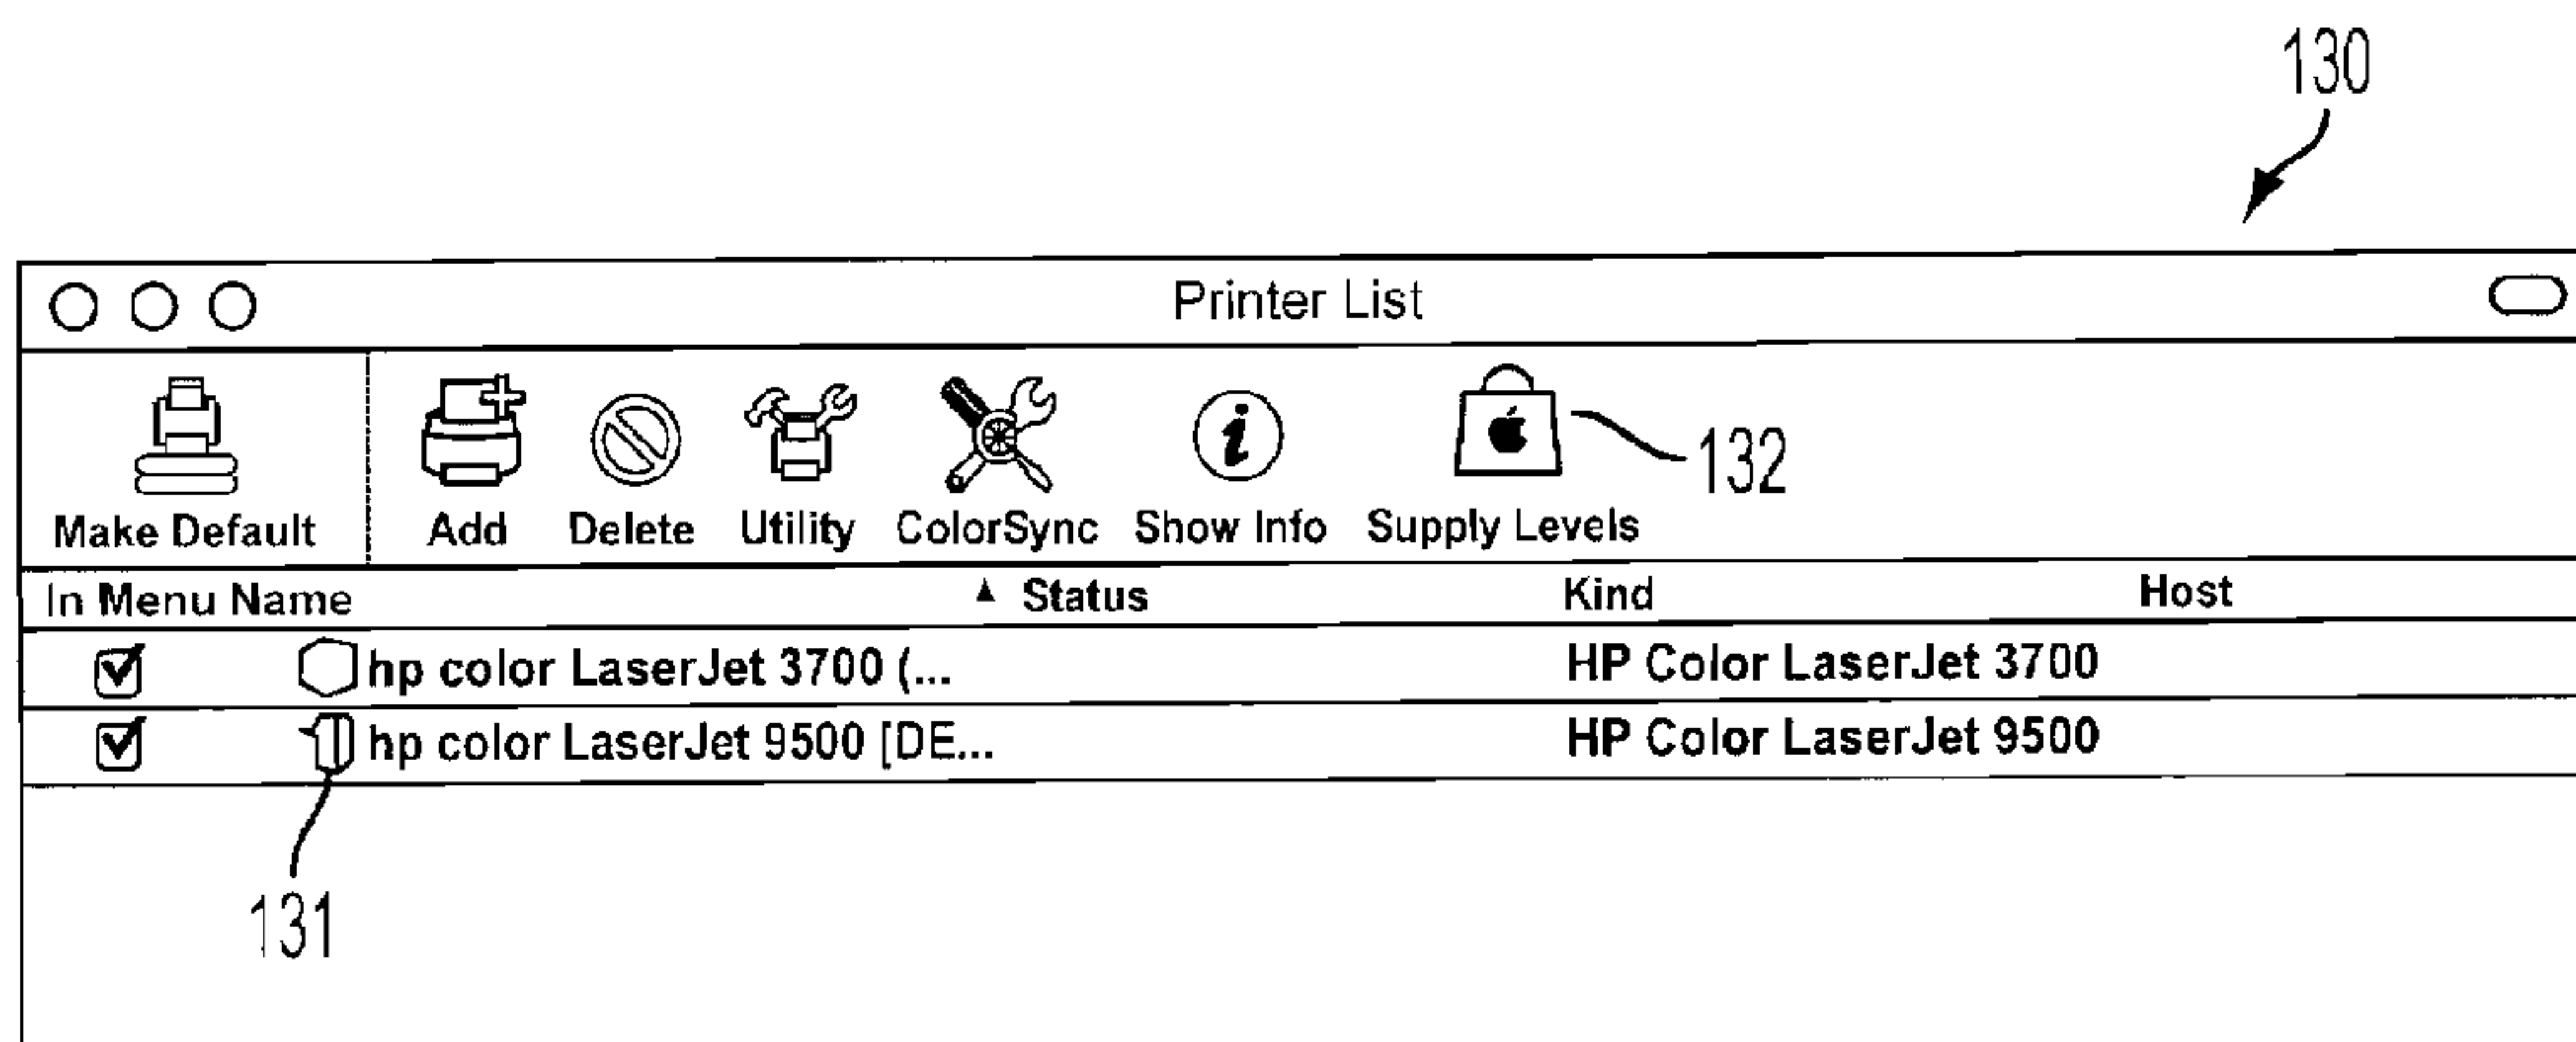 130
Printer List
132
Make Default Add Delete Utility ColorSync Show Info Supply Levels
In Menu Name ▲ Status Kind Host
hp color LaserJet 3700 (... HP Color LaserJet 3700
hp color LaserJet 9500 [DE... HP Color LaserJet 9500
131